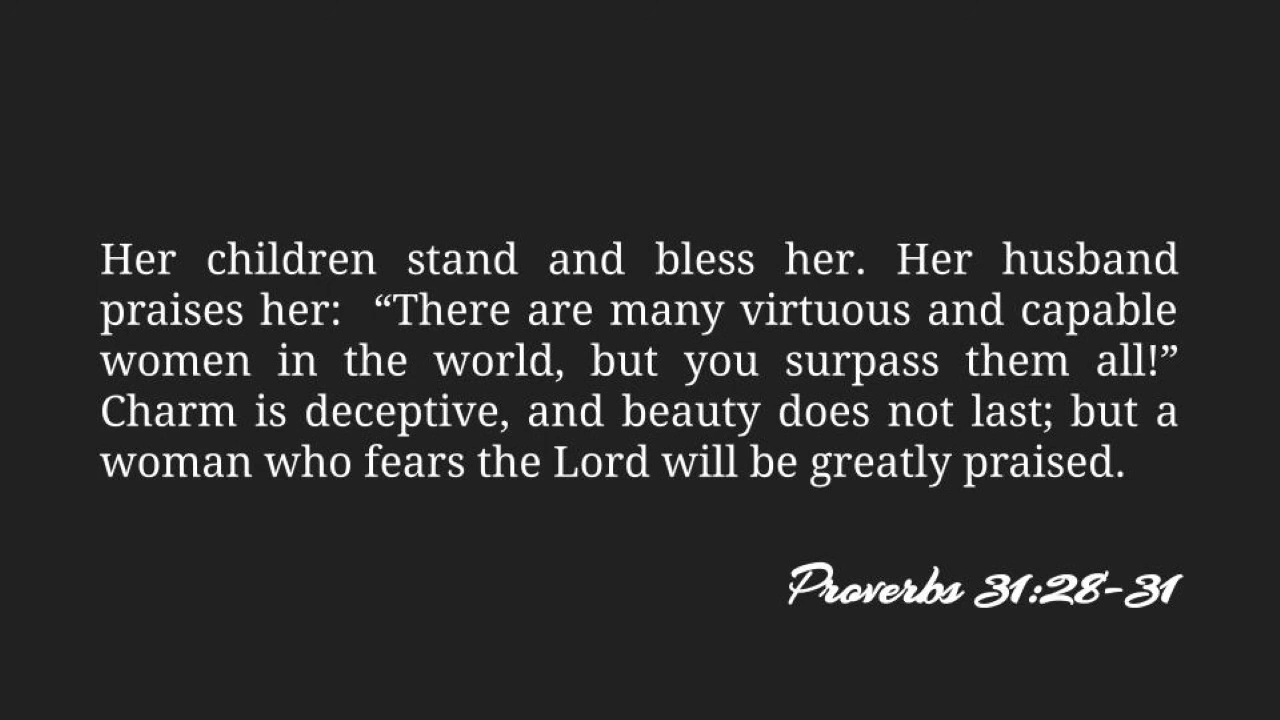 Her children stand and bless her. Her husband
praises her:  “There are many virtuous and capable
women in the world, but you surpass them all!”
Charm is deceptive, and beauty does not last; but a
woman who fears the Lord will be greatly praised.
Proverbs 31:28-31